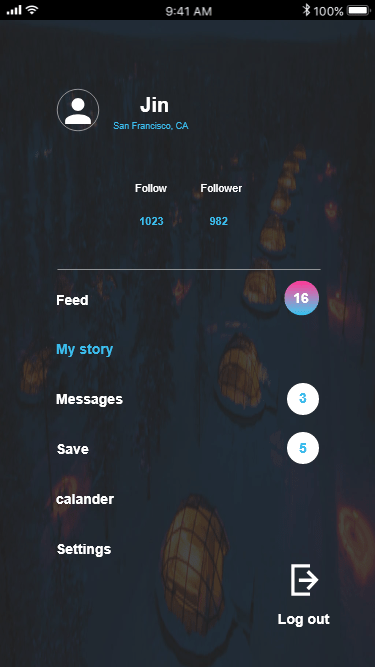 9:41 AM 100%
Jin
San Francisco, CA
Follow Follower
1023 982
Feed 16
My story
Messages 3
Save 5
calander
Settings
Log out